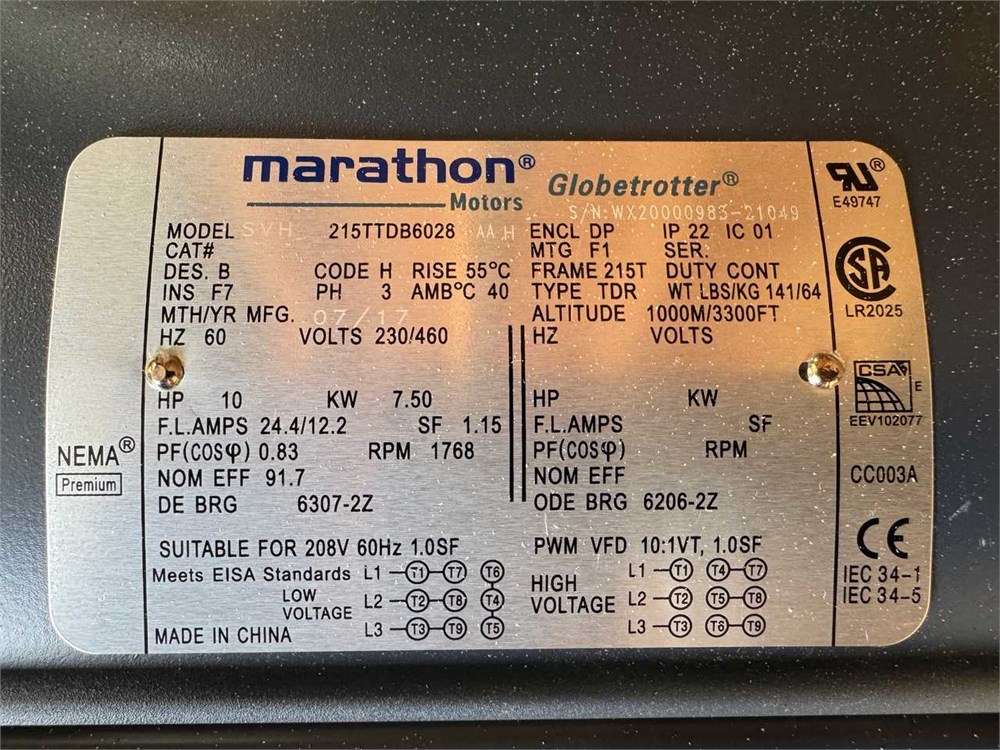 marathon®
Motors
Globetrotter®
S/N:WX20000983-21049
MODEL SVH 215TTDB6028 AA H ENCL DP IP 22 IC 01
CAT# MTG F1 SER.
DES. B CODE H RISE 55°C FRAME 215T DUTY CONT
INS F7 PH 3 AMB°C 40 TYPE TDR WT LBS/KG 141/64
MTH/YR MFG. 07/17 ALTITUDE 1000M/3300FT
HZ 60 VOLTS 230/460 HZ VOLTS
HP 10 KW 7.50 HP KW
F.L.AMPS 24.4/12.2 SF 1.15 F.L.AMPS SF
PF(COSφ) 0.83 RPM 1768 PF(COSφ) RPM
NOM EFF 91.7 NOM EFF
DE BRG 6307-2Z ODE BRG 6206-2Z
SUITABLE FOR 208V 60Hz 1.0SF PWM VFD 10:1VT, 1.0SF
Meets EISA Standards
LOW VOLTAGE
L1 T1 T7 T6
L2 T2 T8 T4
L3 T3 T9 T5
HIGH VOLTAGE
L1 T1 T4 T7
L2 T2 T5 T8
L3 T3 T6 T9
MADE IN CHINA
NEMA®
Premium
RU®
E49747
SA
LR2025
CSA
E
EEV102077
CC003A
CE
IEC 34-1
IEC 34-5